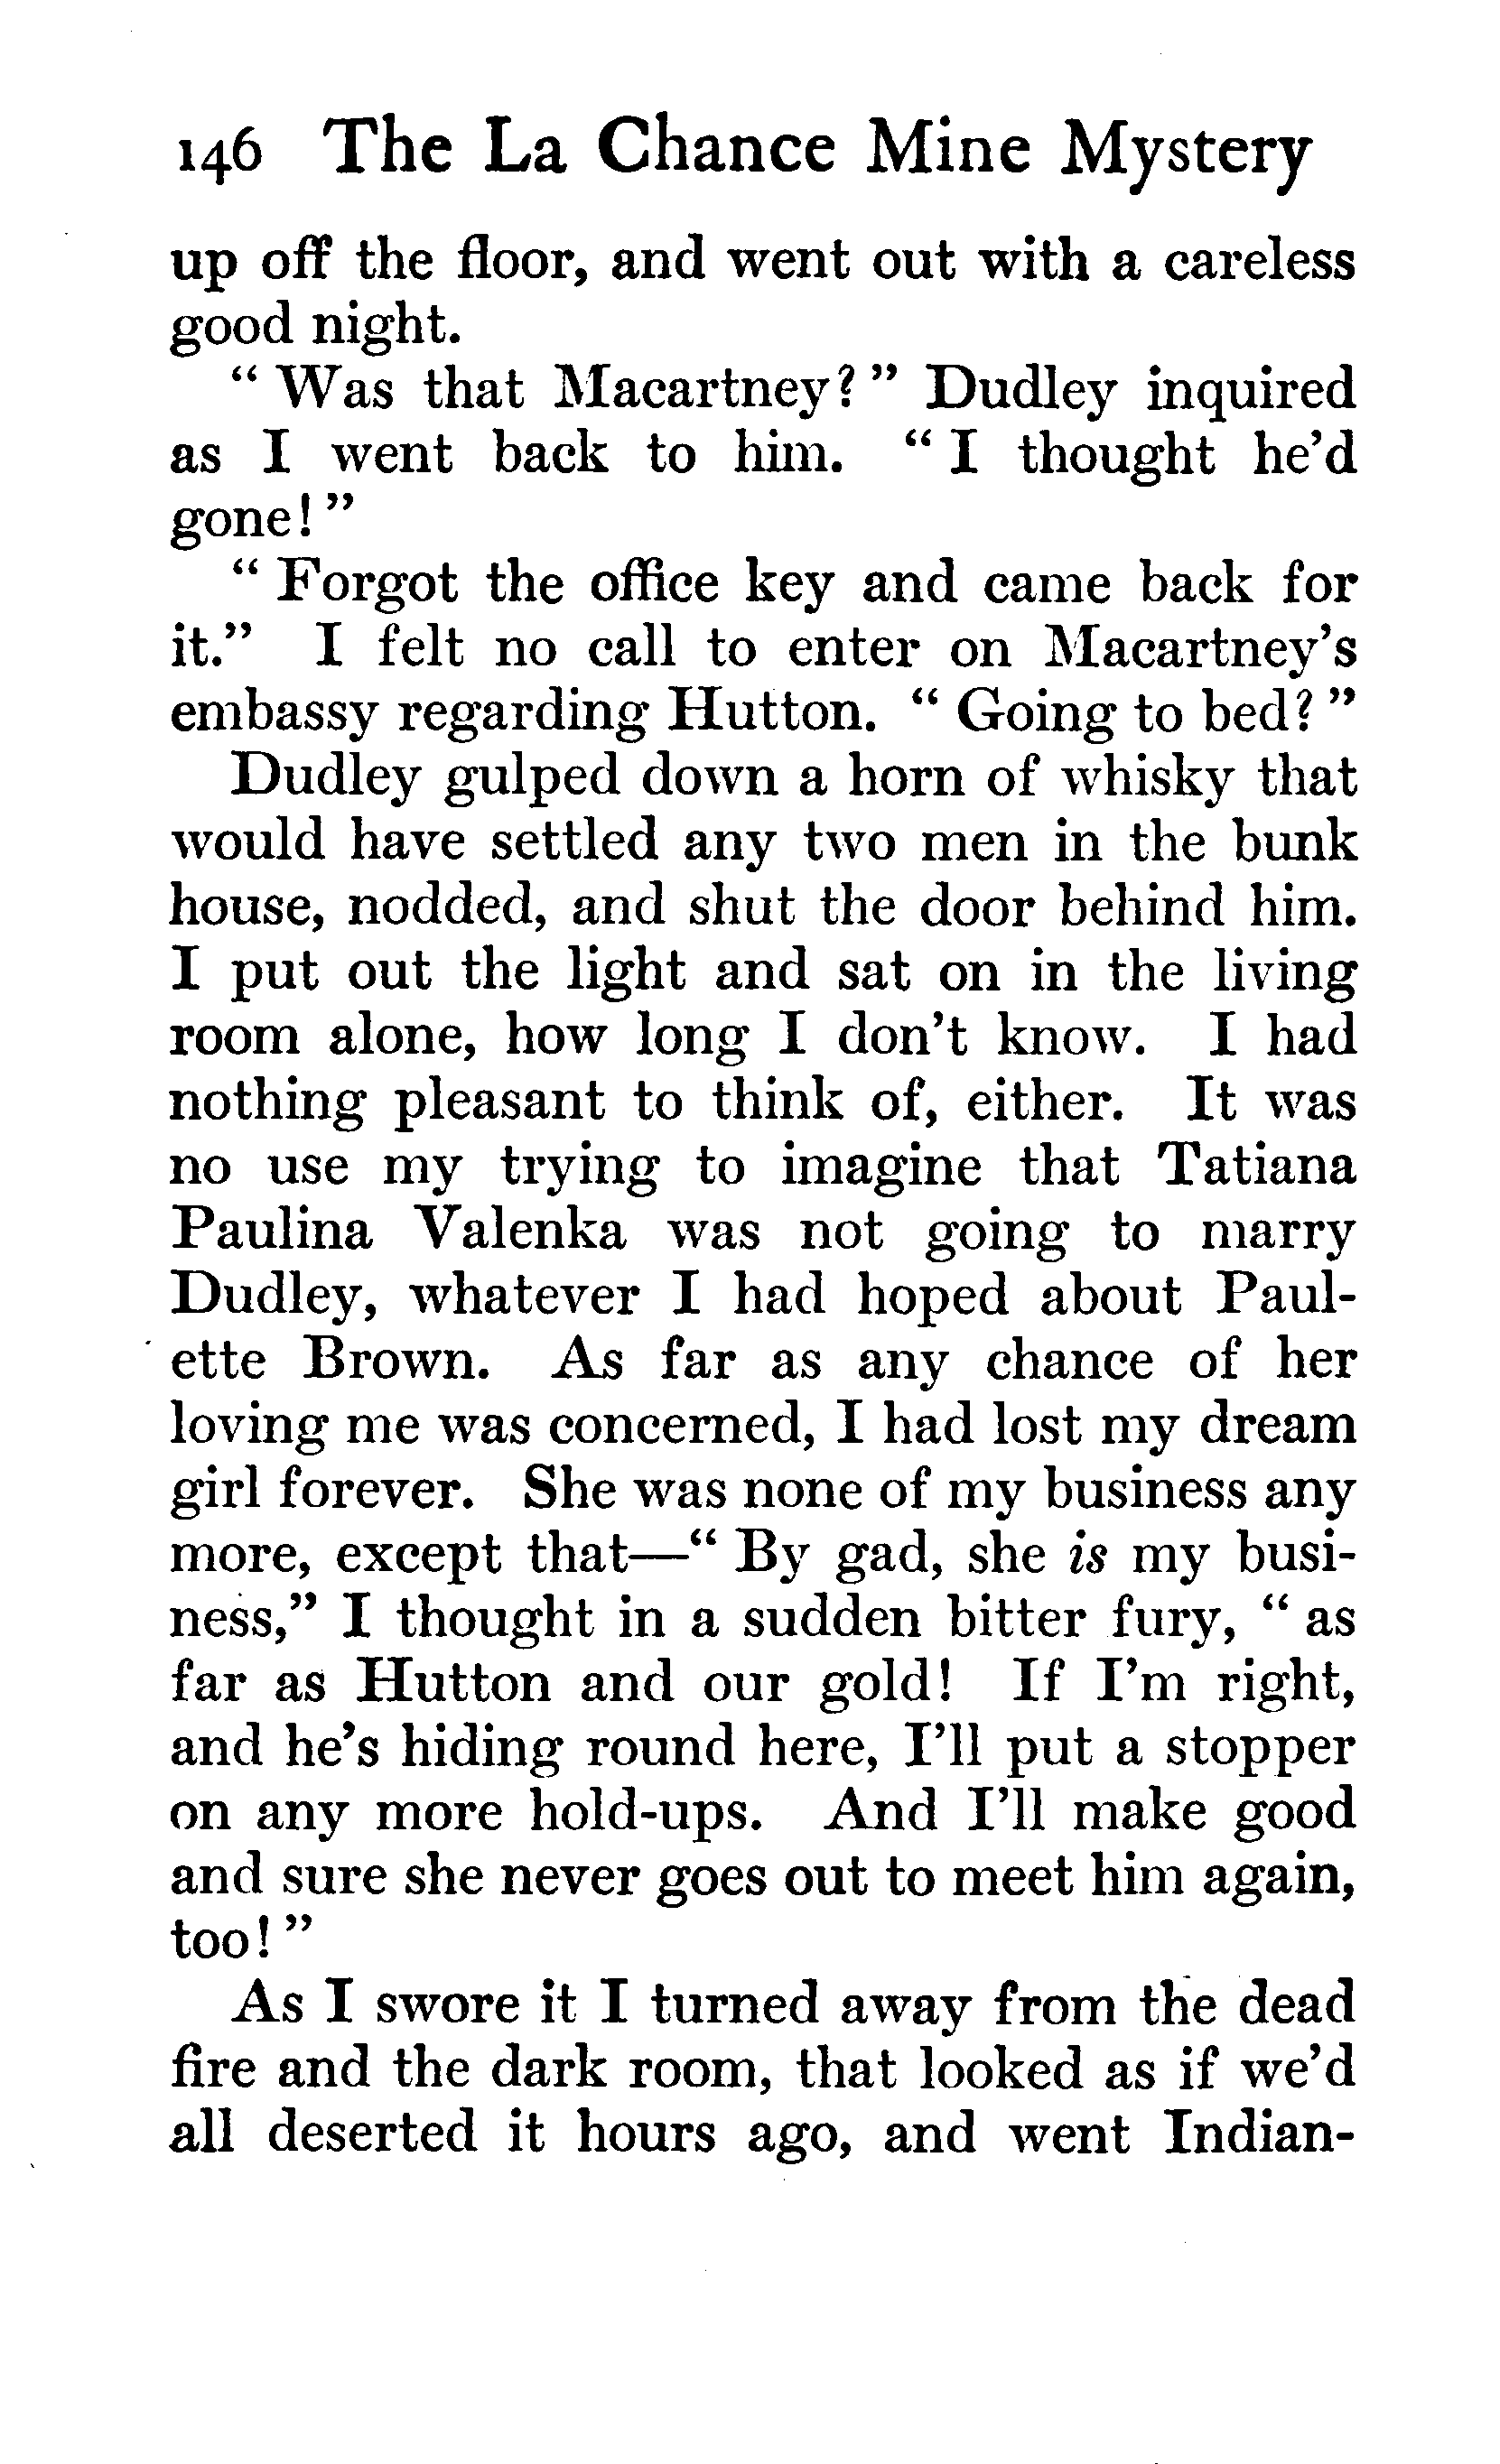 146 The La Chance Mine Mystery
up off the floor, and went out with a careless
good night.
" Was that Macartney? " Dudley inquired
as I went back to him. " I thought he'd
gone! "
" Forgot the office key and came back for
it." I felt no call to enter on Macartney's
embassy regarding Hutton. " Going to bed? "
Dudley gulped down a horn of whisky that
would have settled any two men in the bunk
house, nodded, and shut the door behind him.
I put out the light and sat on in the living
room alone, how long I don't know. I had
nothing pleasant to think of, either. It was
no use my trying to imagine that Tatiana
Paulina Valenka was not going to marry
Dudley, whatever I had hoped about Paul-
ette Brown. As far as any chance of her
loving me was concerned, I had lost my dream
girl forever. She was none of my business any
more, except that—" By gad, she is my busi-
ness," I thought in a sudden bitter fury, " as
far as Hutton and our gold! If I'm right,
and he's hiding round here, I'll put a stopper
on any more hold-ups. And I'll make good
and sure she never goes out to meet him again,
too! "
As I swore it I turned away from the dead
fire and the dark room, that looked as if we'd
all deserted it hours ago, and went Indian-